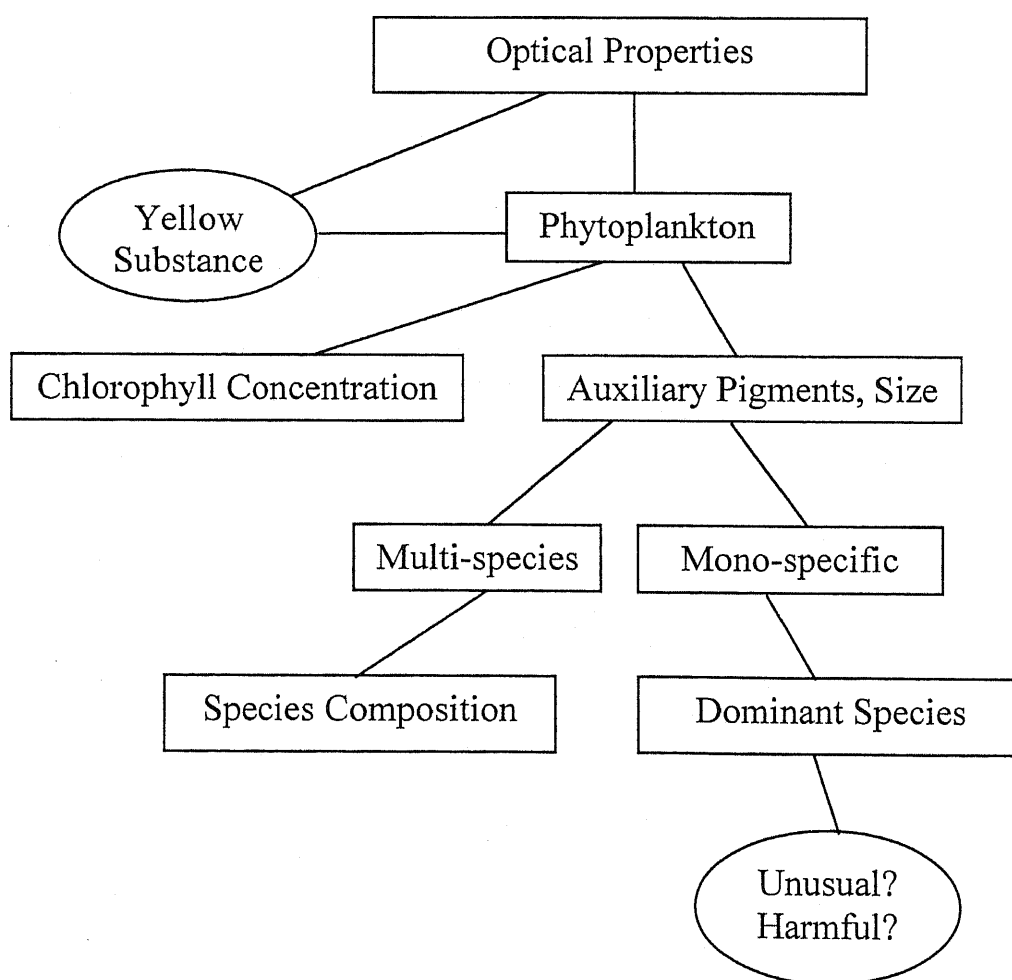 Optical Properties
Yellow
Substance
Phytoplankton
Chlorophyll Concentration
Auxiliary Pigments, Size
Multi-species
Mono-specific
Species Composition
Dominant Species
Unusual?
Harmful?